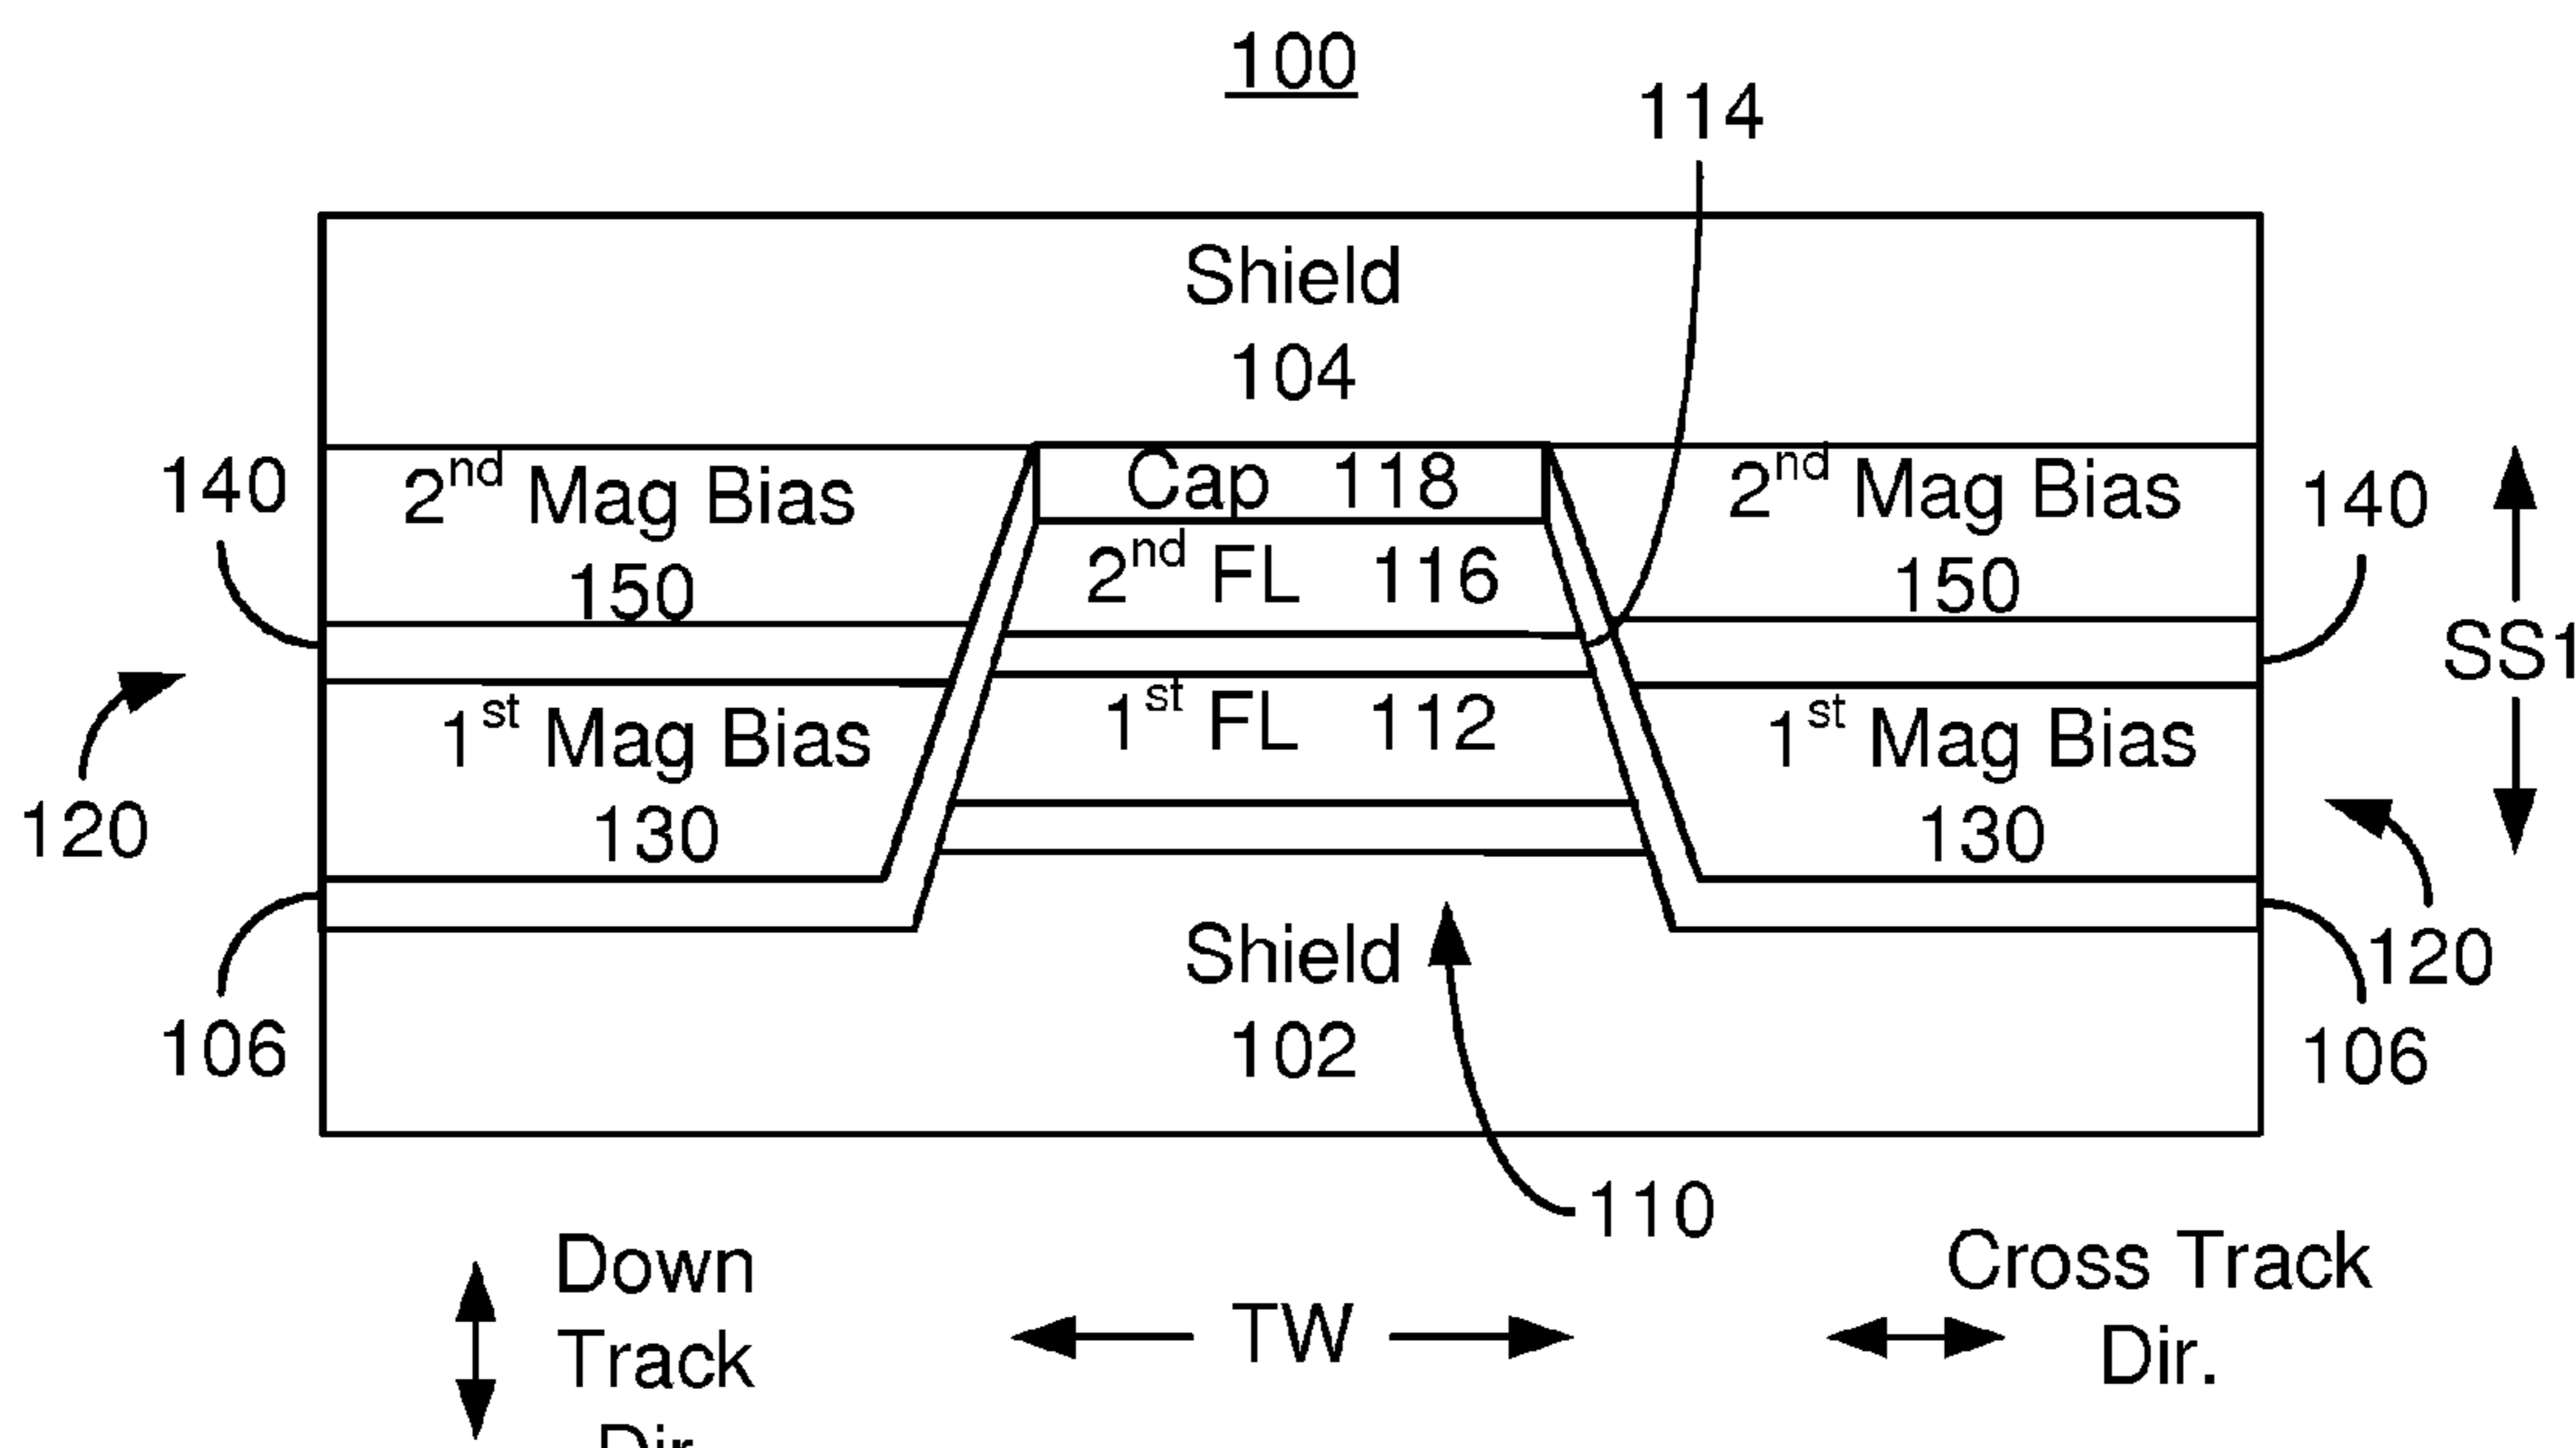 100
114
Shield
104
140
2nd Mag Bias
150
Cap 118
2nd FL 116
2nd Mag Bias
150
140
SS1
1st Mag Bias
130
1st FL 112
1st Mag Bias
130
120
120
106
Shield
102
106
110
Down
Track
Dir
TW
Cross Track
Dir.